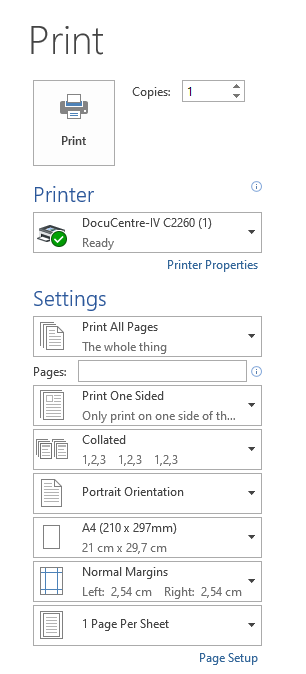 Print
Copies: 1
Print
Printer
DocuCentre-IV C2260 (1)
Ready
Printer Properties
Settings
Print All Pages
The whole thing
Pages:
Print One Sided
Only print on one side of th...
Collated
1,2,3 1,2,3 1,2,3
Portrait Orientation
A4 (210 x 297mm)
21 cm x 29,7 cm
Normal Margins
Left: 2,54 cm Right: 2,54 cm
1 Page Per Sheet
Page Setup